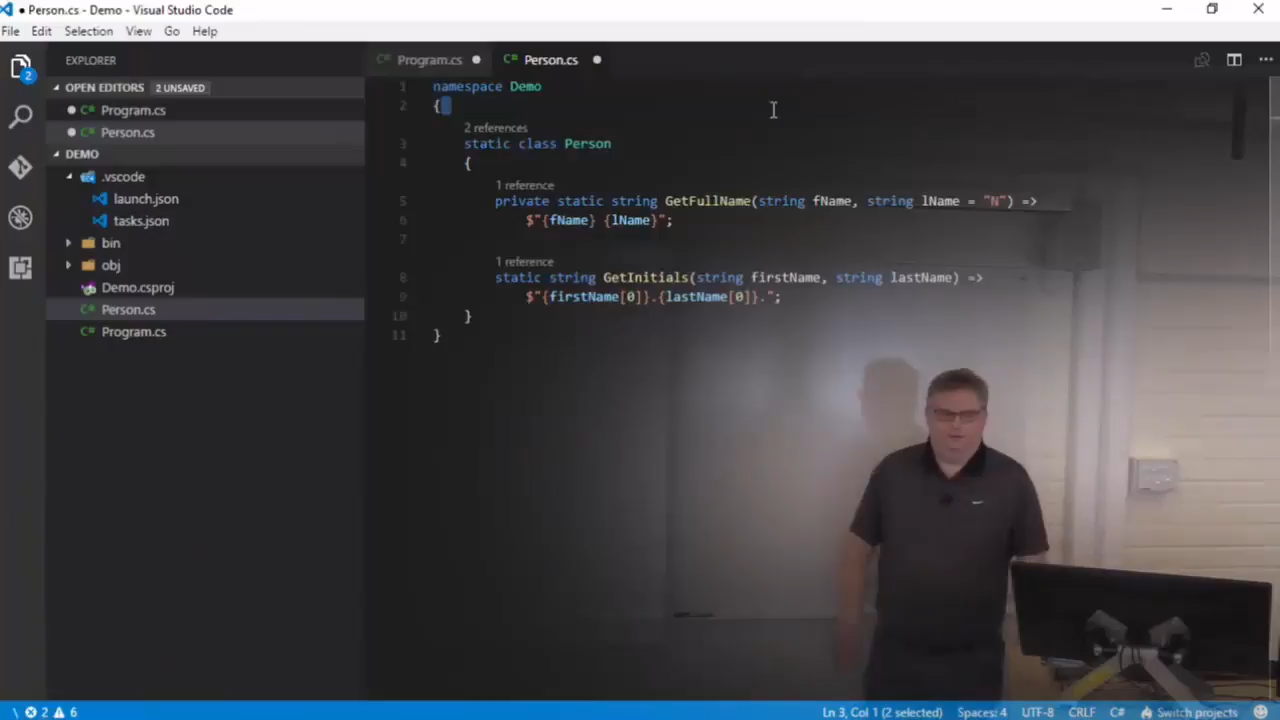 ● Person.cs - Demo - Visual Studio Code
File Edit Selection View Go Help
EXPLORER
Program.cs
Person.cs
OPEN EDITORS 2 UNSAVED
Program.cs
Person.cs
DEMO
.vscode
launch.json
tasks.json
bin
obj
Demo.csproj
Person.cs
Program.cs
2
1 namespace Demo
2 {
2 references
3 static class Person
4 {
1 reference
5 private static string GetFullName(string fName, string lName = "N") =>
6 $"{fName} {lName}";
7
1 reference
8 static string GetInitials(string firstName, string lastName) =>
9 $"{firstName[0]}.{lastName[0]}.";
10 }
11 }
2 6
Ln 3, Col 1 (2 selected) Spaces: 4 UTF-8 CRLF C# Switch projects